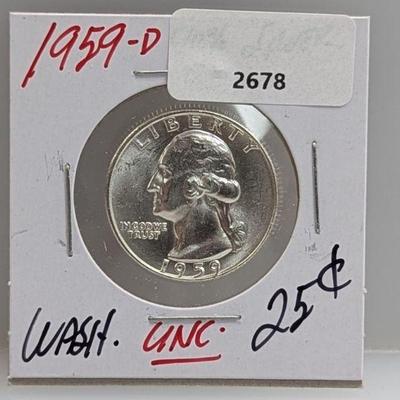 1959-D
2678
LIBERTY
IN GOD WE
TRUST
1959
WASH. UNC. 25¢